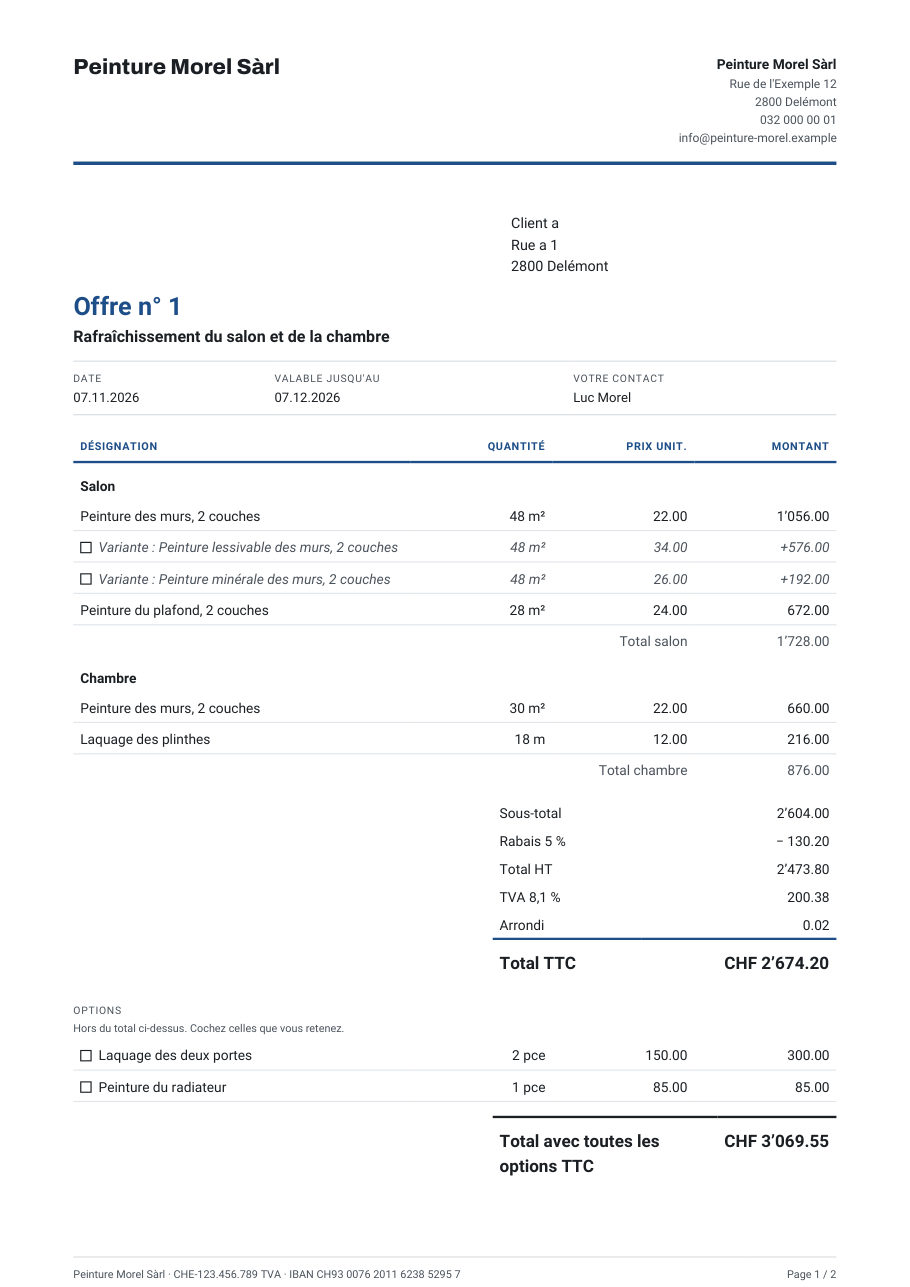 Peinture Morel Sàrl
Peinture Morel Sàrl
Rue de l'Exemple 12
2800 Delémont
032 000 00 01
info@peinture-morel.example
Client a
Rue a 1
2800 Delémont
Offre n° 1
Rafraîchissement du salon et de la chambre
DATE VALABLE JUSQU'AU VOTRE CONTACT
07.11.2026 07.12.2026 Luc Morel
DÉSIGNATION QUANTITÉ PRIX UNIT. MONTANT
Salon
Peinture des murs, 2 couches 48 m² 22.00 1’056.00
☐ Variante : Peinture lessivable des murs, 2 couches 48 m² 34.00 +576.00
☐ Variante : Peinture minérale des murs, 2 couches 48 m² 26.00 +192.00
Peinture du plafond, 2 couches 28 m² 24.00 672.00
Total salon 1’728.00
Chambre
Peinture des murs, 2 couches 30 m² 22.00 660.00
Laquage des plinthes 18 m 12.00 216.00
Total chambre 876.00
Sous-total 2’604.00
Rabais 5 % − 130.20
Total HT 2’473.80
TVA 8,1 % 200.38
Arrondi 0.02
Total TTC CHF 2’674.20
OPTIONS
Hors du total ci-dessus. Cochez celles que vous retenez.
☐ Laquage des deux portes 2 pce 150.00 300.00
☐ Peinture du radiateur 1 pce 85.00 85.00
Total avec toutes les CHF 3’069.55
options TTC
Peinture Morel Sàrl · CHE-123.456.789 TVA · IBAN CH93 0076 2011 6238 5295 7 Page 1 / 2